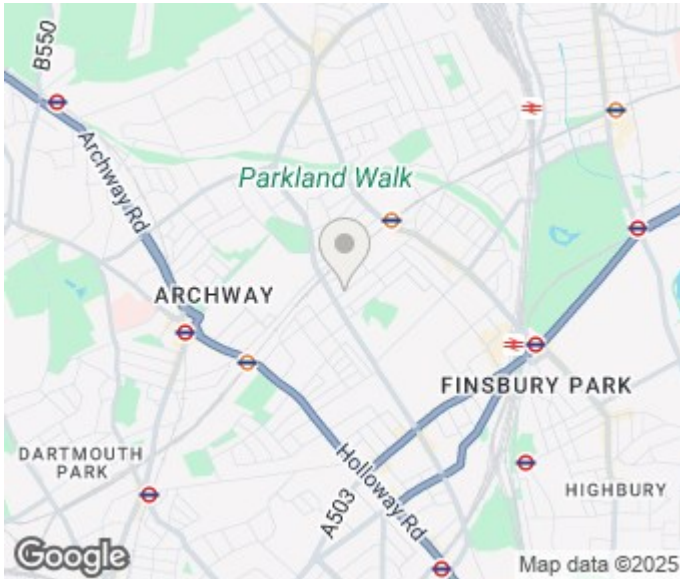 B550
Archway Rd
Parkland Walk
ARCHWAY
FINSBURY PARK
DARTMOUTH
PARK
Holloway Rd
A503
HIGHBURY
Google
Map data ©2025